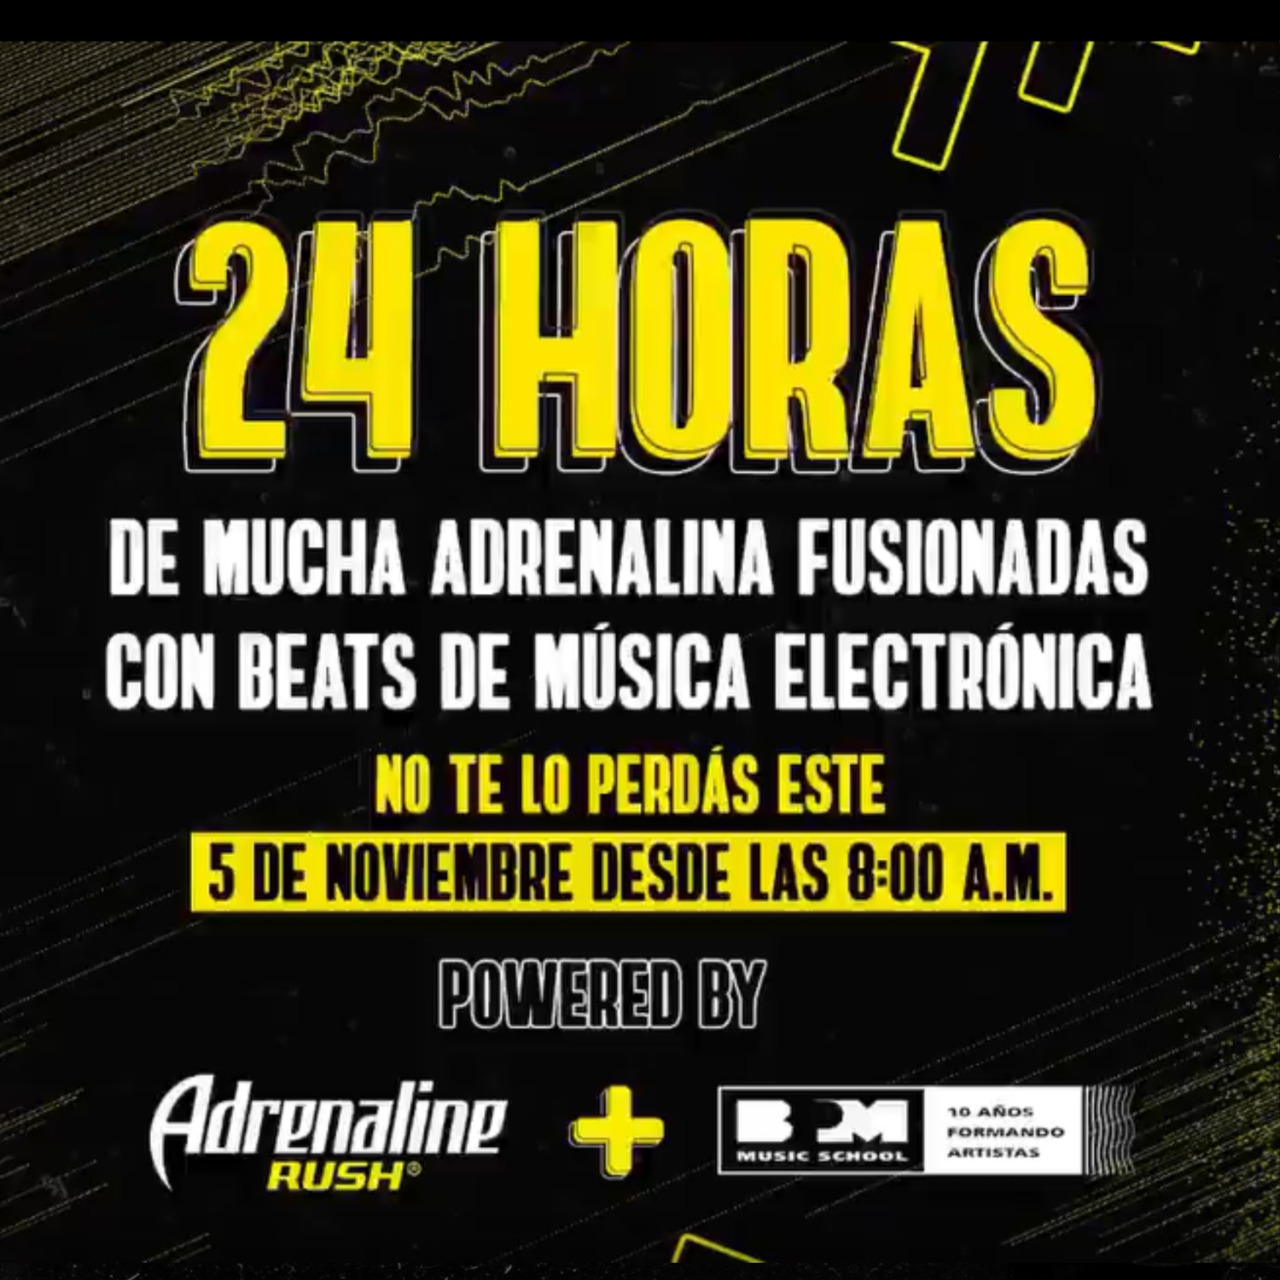 24 HORAS
DE MUCHA ADRENALINA FUSIONADAS
CON BEATS DE MÚSICA ELECTRÓNICA
NO TE LO PERDÁS ESTE
5 DE NOVIEMBRE DESDE LAS 8:00 A.M.
POWERED BY
Adrenaline
RUSH®
BPM
MUSIC SCHOOL
10 AÑOS
FORMANDO
ARTISTAS